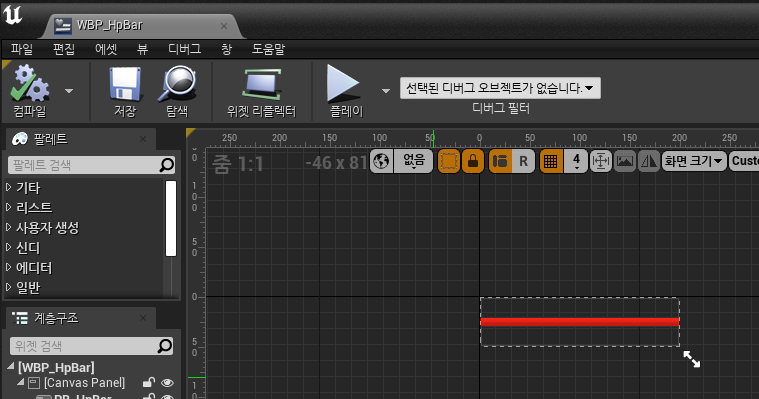 WBP_HpBar
파일 편집 에셋 뷰 디버그 창 도움말
컴파일 저장 탐색 위젯 리플렉터 플레이 선택된 디버그 오브젝트가 없습니다.
디버그 필터
팔레트
250 200 150 100 50 0 50 100 150 200 250
팔레트 검색
줌 1:1 -46 x 81 없음 R 4 화면 크기 Custo
기타
리스트
사용자 생성
신디
에디터
일반
계층구조
위젯 검색
[WBP_HpBar]
[Canvas Panel]
PB_HpBar
0
100
50
0
50